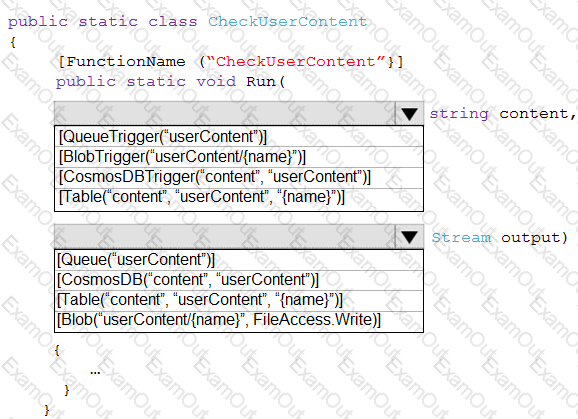 public static class CheckUserContent
{
[FunctionName (“CheckUserContent”}]
public static void Run(
string content,
[QueueTrigger(“userContent”)]
[BlobTrigger(“userContent/{name}”)]
[CosmosDBTrigger(“content”, “userContent”)]
[Table(“content”, “userContent”, “{name}”)]
Stream output)
[Queue(“userContent”)]
[CosmosDB(“content”, “userContent”)]
[Table(“content”, “userContent”, “{name}”)]
[Blob(“userContent/{name}”, FileAccess.Write)]
{
...
}
}